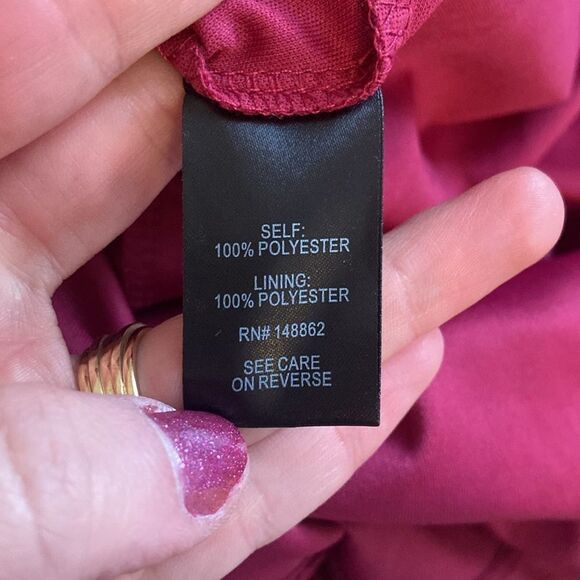 SELF:
100% POLYESTER
LINING:
100% POLYESTER
RN# 148862
SEE CARE
ON REVERSE